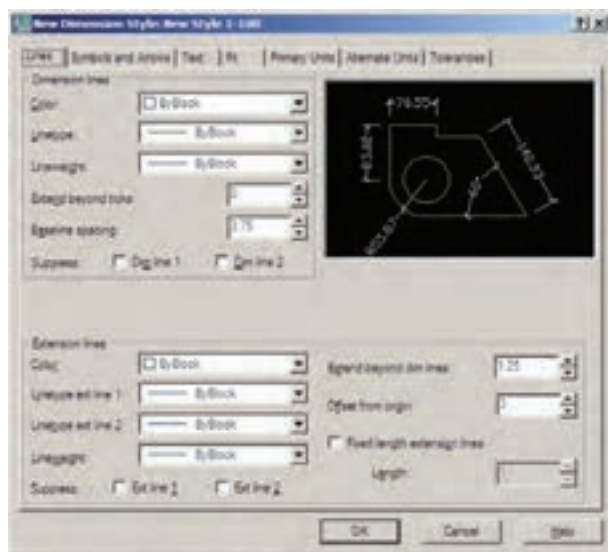 New Dimension Style: New Style 1-100
Lines Symbols and Arrows Text Fit Primary Units Alternate Units Tolerances
Dimension lines
Color: ByBlock
Linetype: ByBlock
Lineweight: ByBlock
Extend beyond ticks:
Baseline spacing: 3.75
Suppress: Dim line 1 Dim line 2
Extension lines
Color: ByBlock
Linetype ext line 1: ByBlock
Linetype ext line 2: ByBlock
Lineweight: ByBlock
Suppress: Ext line 1 Ext line 2
Extend beyond dim lines: 1.25
Offset from origin:
Fixed length extension lines
Length:
OK Cancel Help